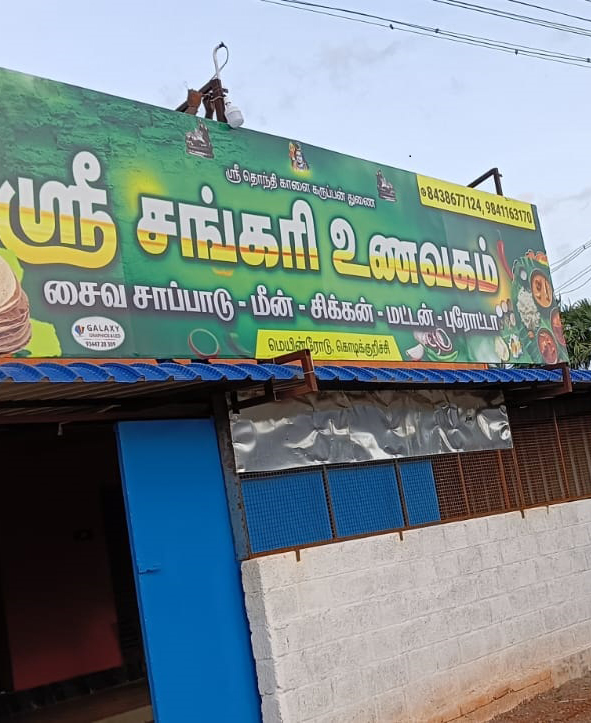 ஸ்ரீ தொந்தி காளை கருப்பன் துணை
8438677124, 9841163170
ஸ்ரீ சங்கரி உணவகம்
சைவ சாப்பாடு - மீன் - சிக்கன் - மட்டன் - புரோட்டா
மெயின்ரோடு, கொடிக்குறிச்சி
GALAXY